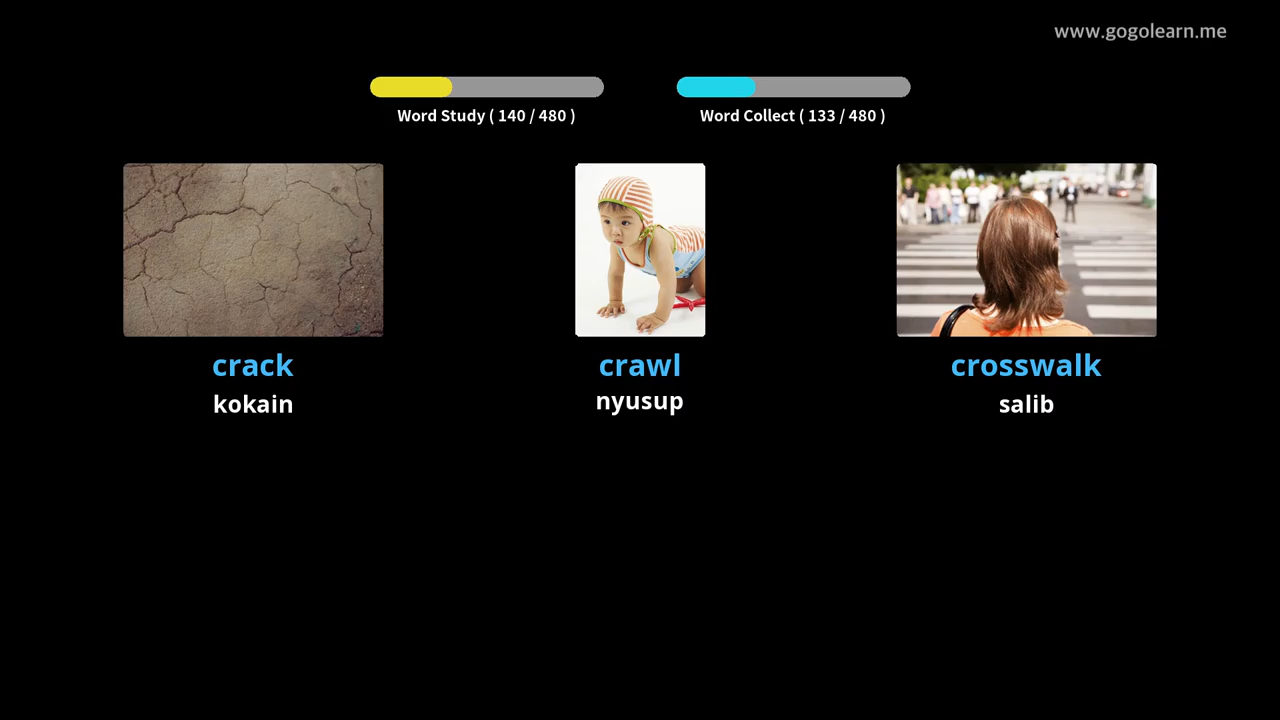 www.gogolearn.me
Word Study ( 140 / 480 )
Word Collect ( 133 / 480 )
crack
kokain
crawl
nyusup
crosswalk
salib